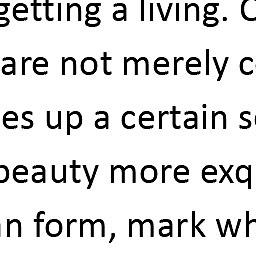 getting a living.
are not merely
es up a certain
beauty more exq
n form, mark wh